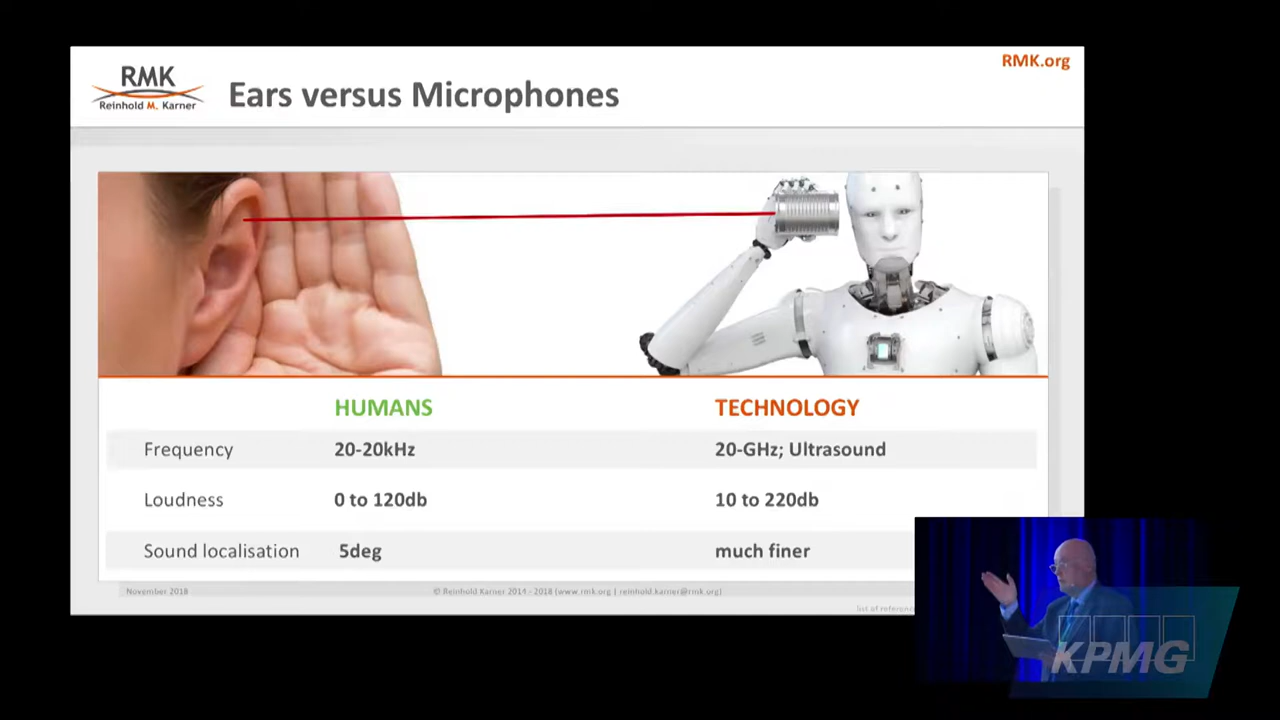 RMK
Reinhold M. Karner
Ears versus Microphones
RMK.org
HUMANS TECHNOLOGY
Frequency 20-20kHz 20-GHz; Ultrasound
Loudness 0 to 120db 10 to 220db
Sound localisation 5deg much finer
November 2018 © Reinhold Karner 2014 - 2018 (www.rmk.org | reinhold.karner@rmk.org)
list of
KPMG